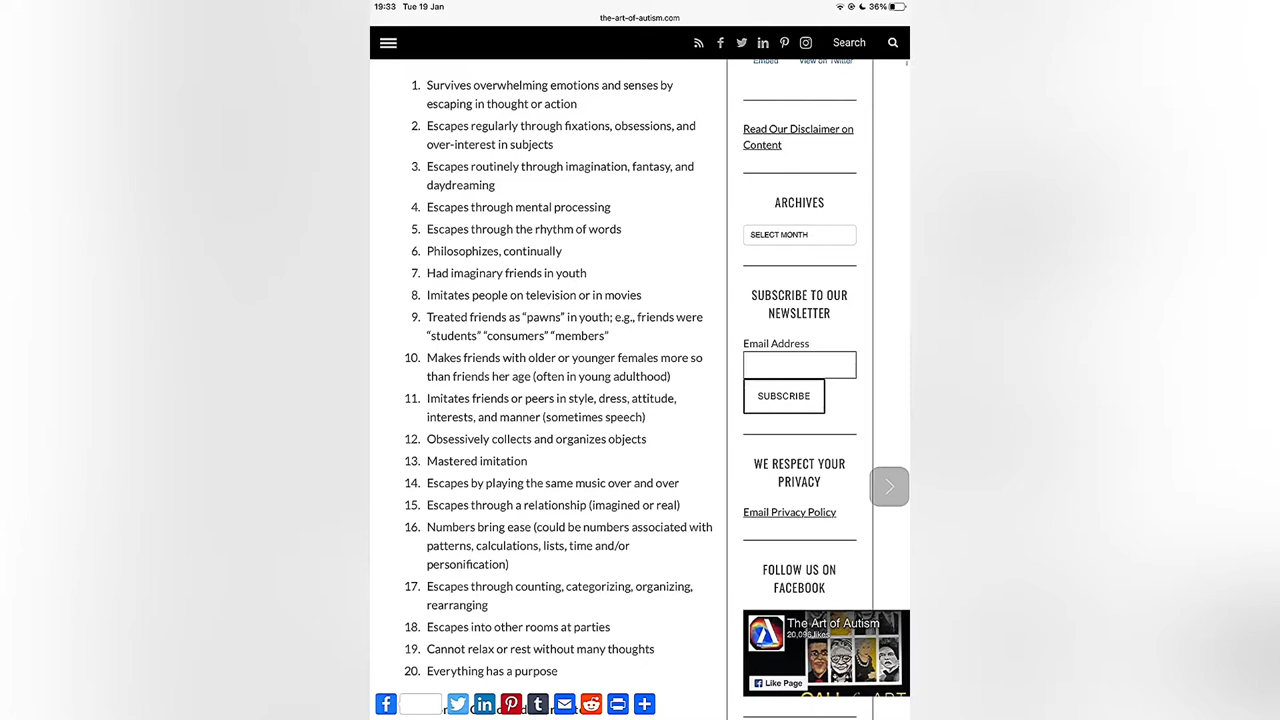 19:33 Tue 19 Jan
36%
the-art-of-autism.com
Search
Embed View on Twitter
1. Survives overwhelming emotions and senses by
escaping in thought or action
2. Escapes regularly through fixations, obsessions, and
over-interest in subjects
3. Escapes routinely through imagination, fantasy, and
daydreaming
4. Escapes through mental processing
5. Escapes through the rhythm of words
6. Philosophizes, continually
7. Had imaginary friends in youth
8. Imitates people on television or in movies
9. Treated friends as “pawns” in youth; e.g., friends were
“students” “consumers” “members”
10. Makes friends with older or younger females more so
than friends her age (often in young adulthood)
11. Imitates friends or peers in style, dress, attitude,
interests, and manner (sometimes speech)
12. Obsessively collects and organizes objects
13. Mastered imitation
14. Escapes by playing the same music over and over
15. Escapes through a relationship (imagined or real)
16. Numbers bring ease (could be numbers associated with
patterns, calculations, lists, time and/or
personification)
17. Escapes through counting, categorizing, organizing,
rearranging
18. Escapes into other rooms at parties
19. Cannot relax or rest without many thoughts
20. Everything has a purpose
Read Our Disclaimer on
Content
ARCHIVES
SELECT MONTH
SUBSCRIBE TO OUR
NEWSLETTER
Email Address
SUBSCRIBE
WE RESPECT YOUR
PRIVACY
Email Privacy Policy
FOLLOW US ON
FACEBOOK
The Art of Autism
20,096 likes
Like Page